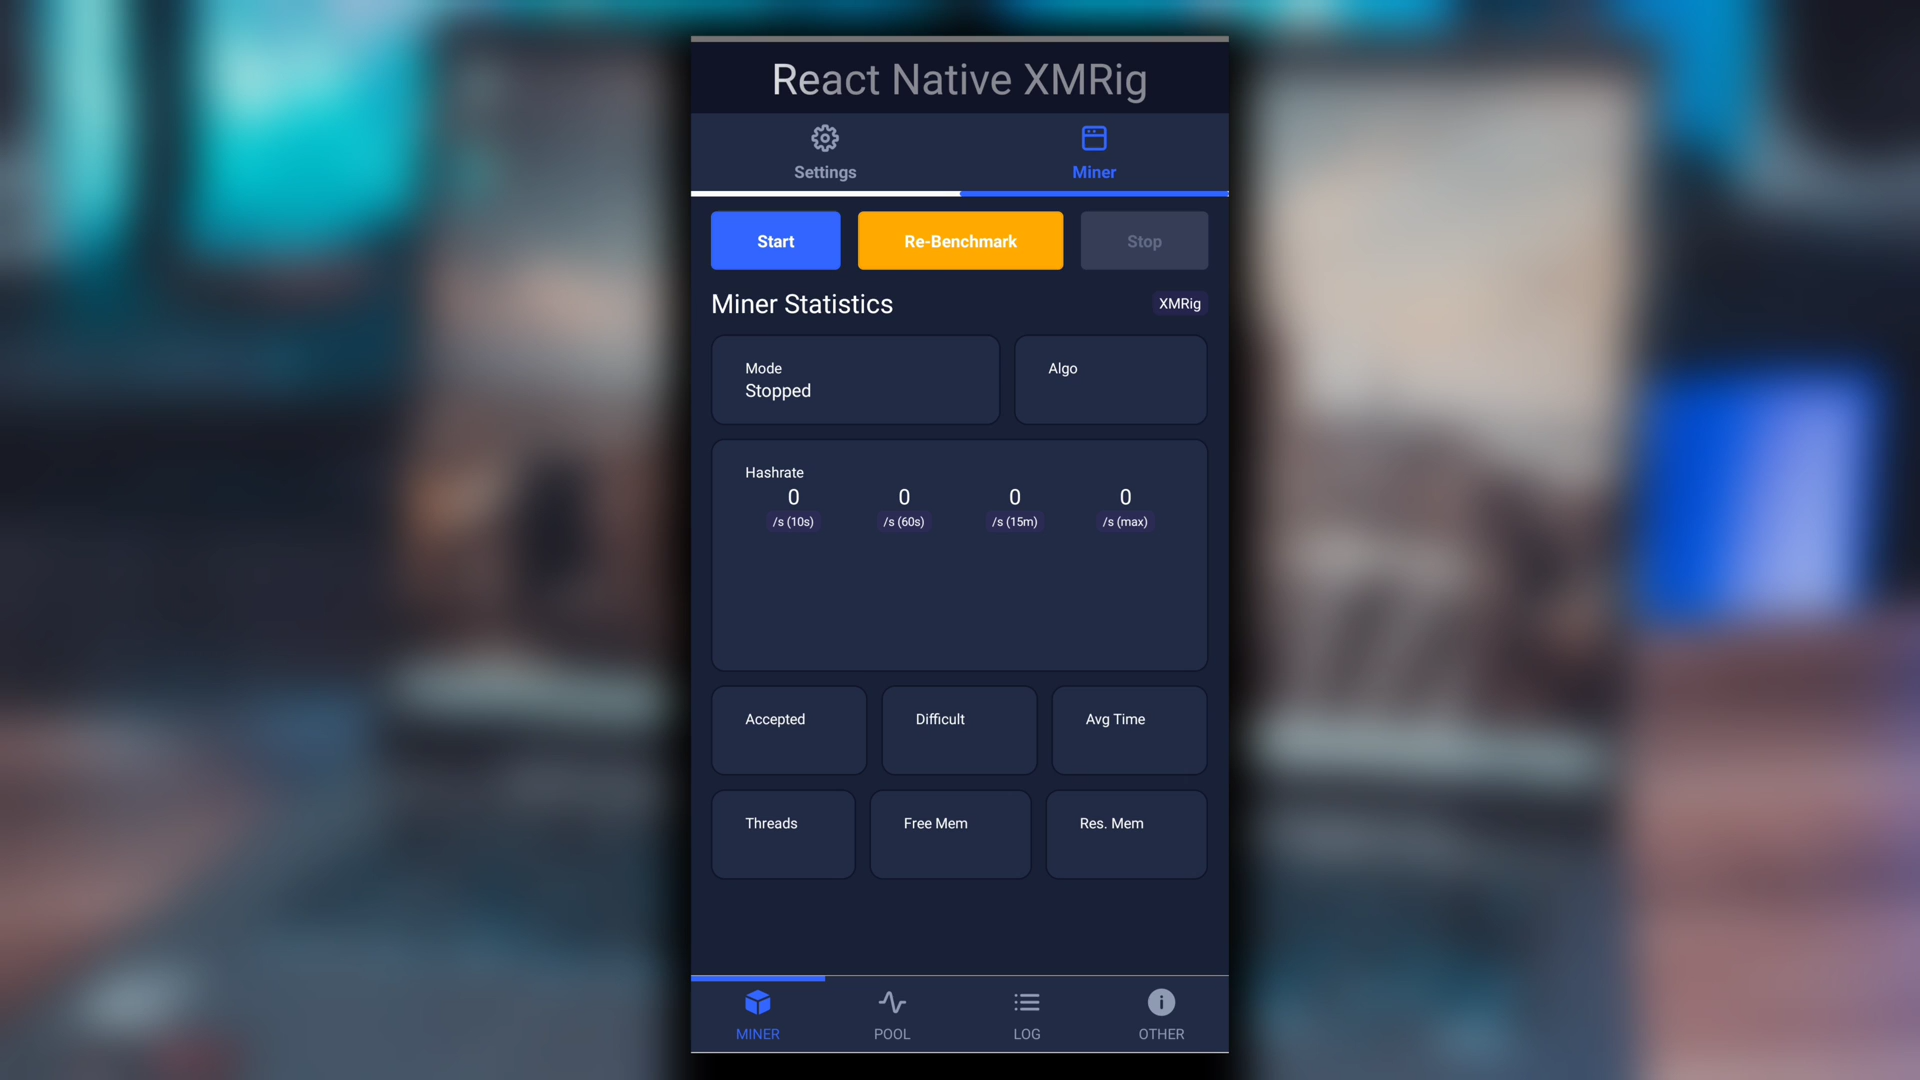 React Native XMRig
Settings
Miner
Start
Re-Benchmark
Stop
Miner Statistics
XMRig
Mode
Stopped
Algo
Hashrate
0
0
0
0
/s (10s)
/s (60s)
/s (15m)
/s (max)
Accepted
Difficult
Avg Time
Threads
Free Mem
Res. Mem
MINER
POOL
LOG
OTHER